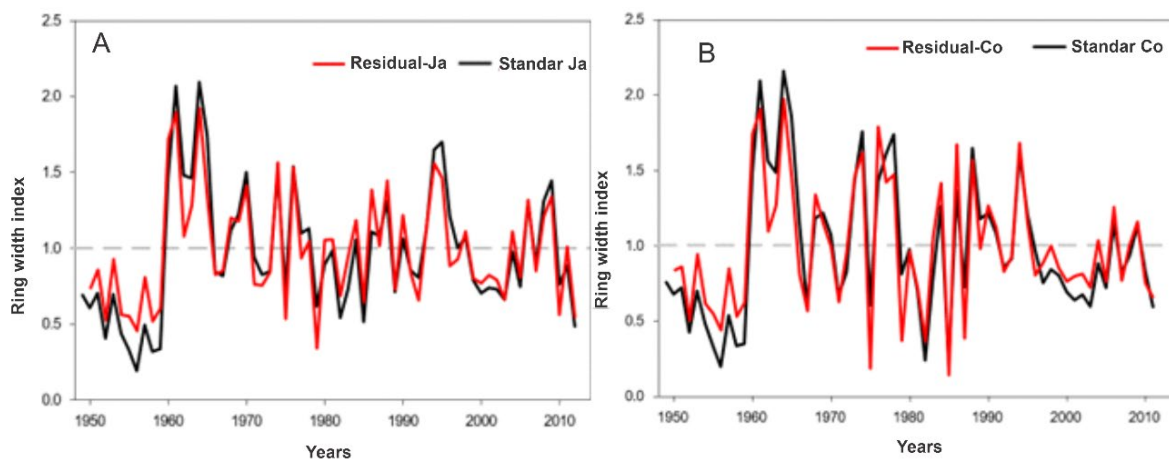 A
Residual-Ja Standar Ja
Ring width index
2.5
2.0
1.5
1.0
0.5
0.0
1950 1960 1970 1980 1990 2000 2010
Years
B
Residual-Co Standar Co
Ring width index
2.5
2.0
1.5
1.0
0.5
0.0
1950 1960 1970 1980 1990 2000 2010
Years